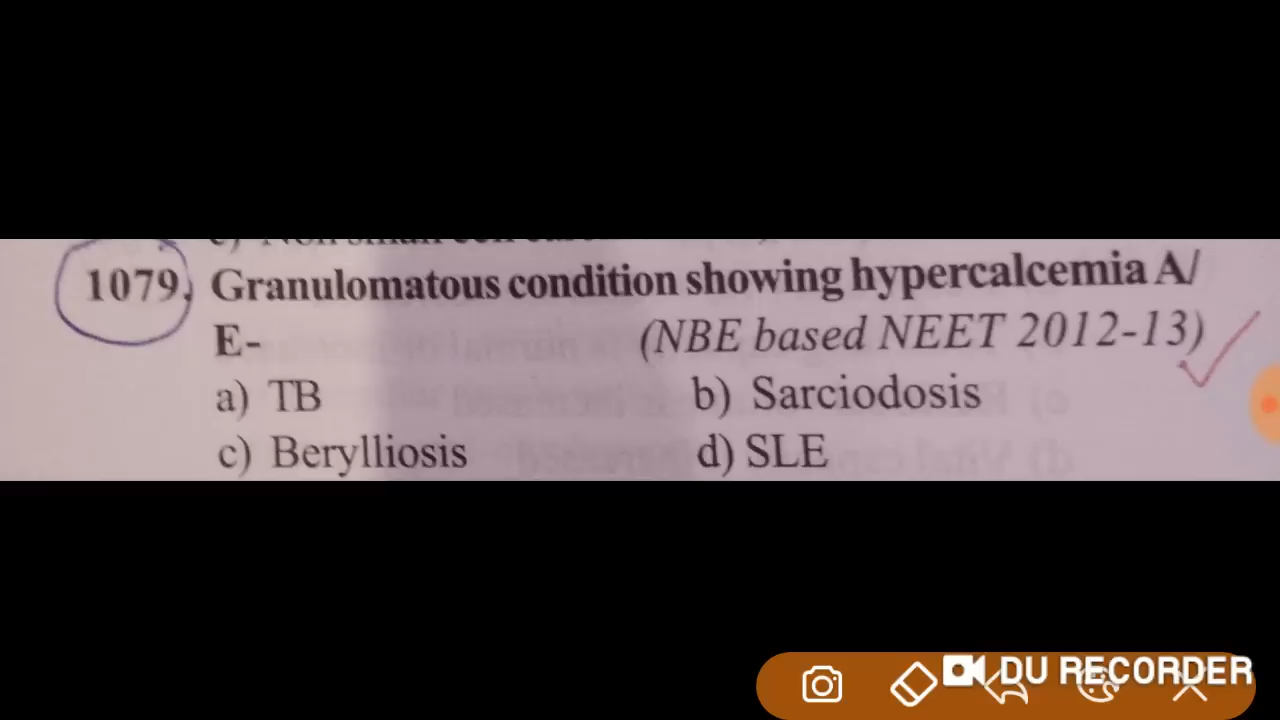 1079. Granulomatous condition showing hypercalcemia A/
E- (NBE based NEET 2012-13)
a) TB b) Sarciodosis
c) Berylliosis d) SLE
DU RECORDER